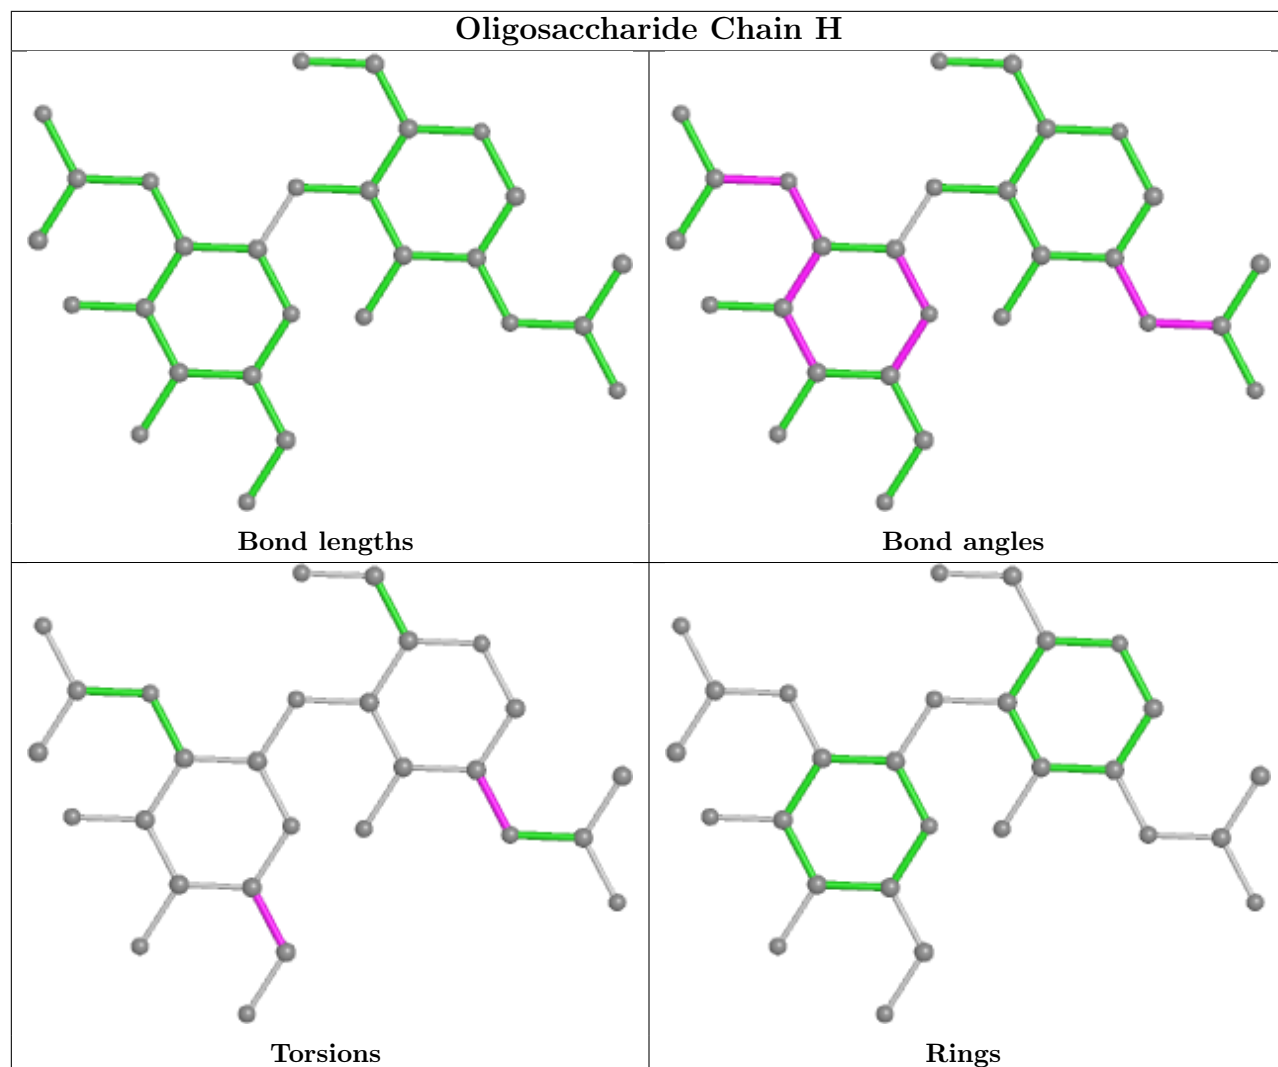 Oligosaccharide Chain H
Bond lengths
Bond angles
Torsions
Rings